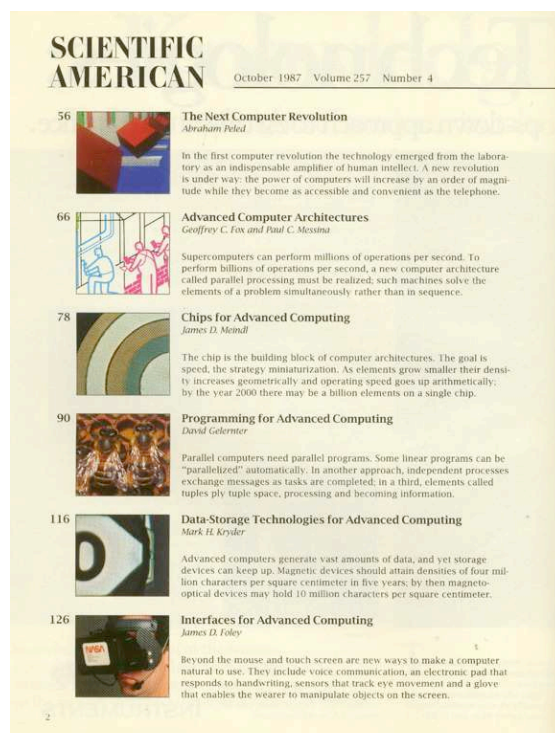 SCIENTIFIC
AMERICAN
October 1987 Volume 257 Number 4
56
The Next Computer Revolution
Abraham Peled
In the first computer revolution the technology emerged from the labora-
tory as an indispensable amplifier of human intellect. A new revolution
is under way: the power of computers will increase by an order of magni-
tude while they become as accessible and convenient as the telephone.
66
Advanced Computer Architectures
Geoffrey C. Fox and Paul C. Messina
Supercomputers can perform millions of operations per second. To
perform billions of operations per second, a new computer architecture
called parallel processing must be realized; such machines solve the
elements of a problem simultaneously rather than in sequence.
78
Chips for Advanced Computing
James D. Meindl
The chip is the building block of computer architectures. The goal is
speed, the strategy miniaturization. As elements grow smaller their densi-
ty increases geometrically and operating speed goes up arithmetically;
by the year 2000 there may be a billion elements on a single chip.
90
Programming for Advanced Computing
David Gelernter
Parallel computers need parallel programs. Some linear programs can be
"parallelized" automatically. In another approach, independent processes
exchange messages as tasks are completed; in a third, elements called
tuples ply tuple space, processing and becoming information.
116
Data-Storage Technologies for Advanced Computing
Mark H. Kryder
Advanced computers generate vast amounts of data, and yet storage
devices can keep up. Magnetic devices should attain densities of four mil-
lion characters per square centimeter in five years; by then magneto-
optical devices may hold 10 million characters per square centimeter.
126
NASA
Interfaces for Advanced Computing
James D. Foley
Beyond the mouse and touch screen are new ways to make a computer
natural to use. They include voice communication, an electronic pad that
responds to handwriting, sensors that track eye movement and a glove
that enables the wearer to manipulate objects on the screen.
2